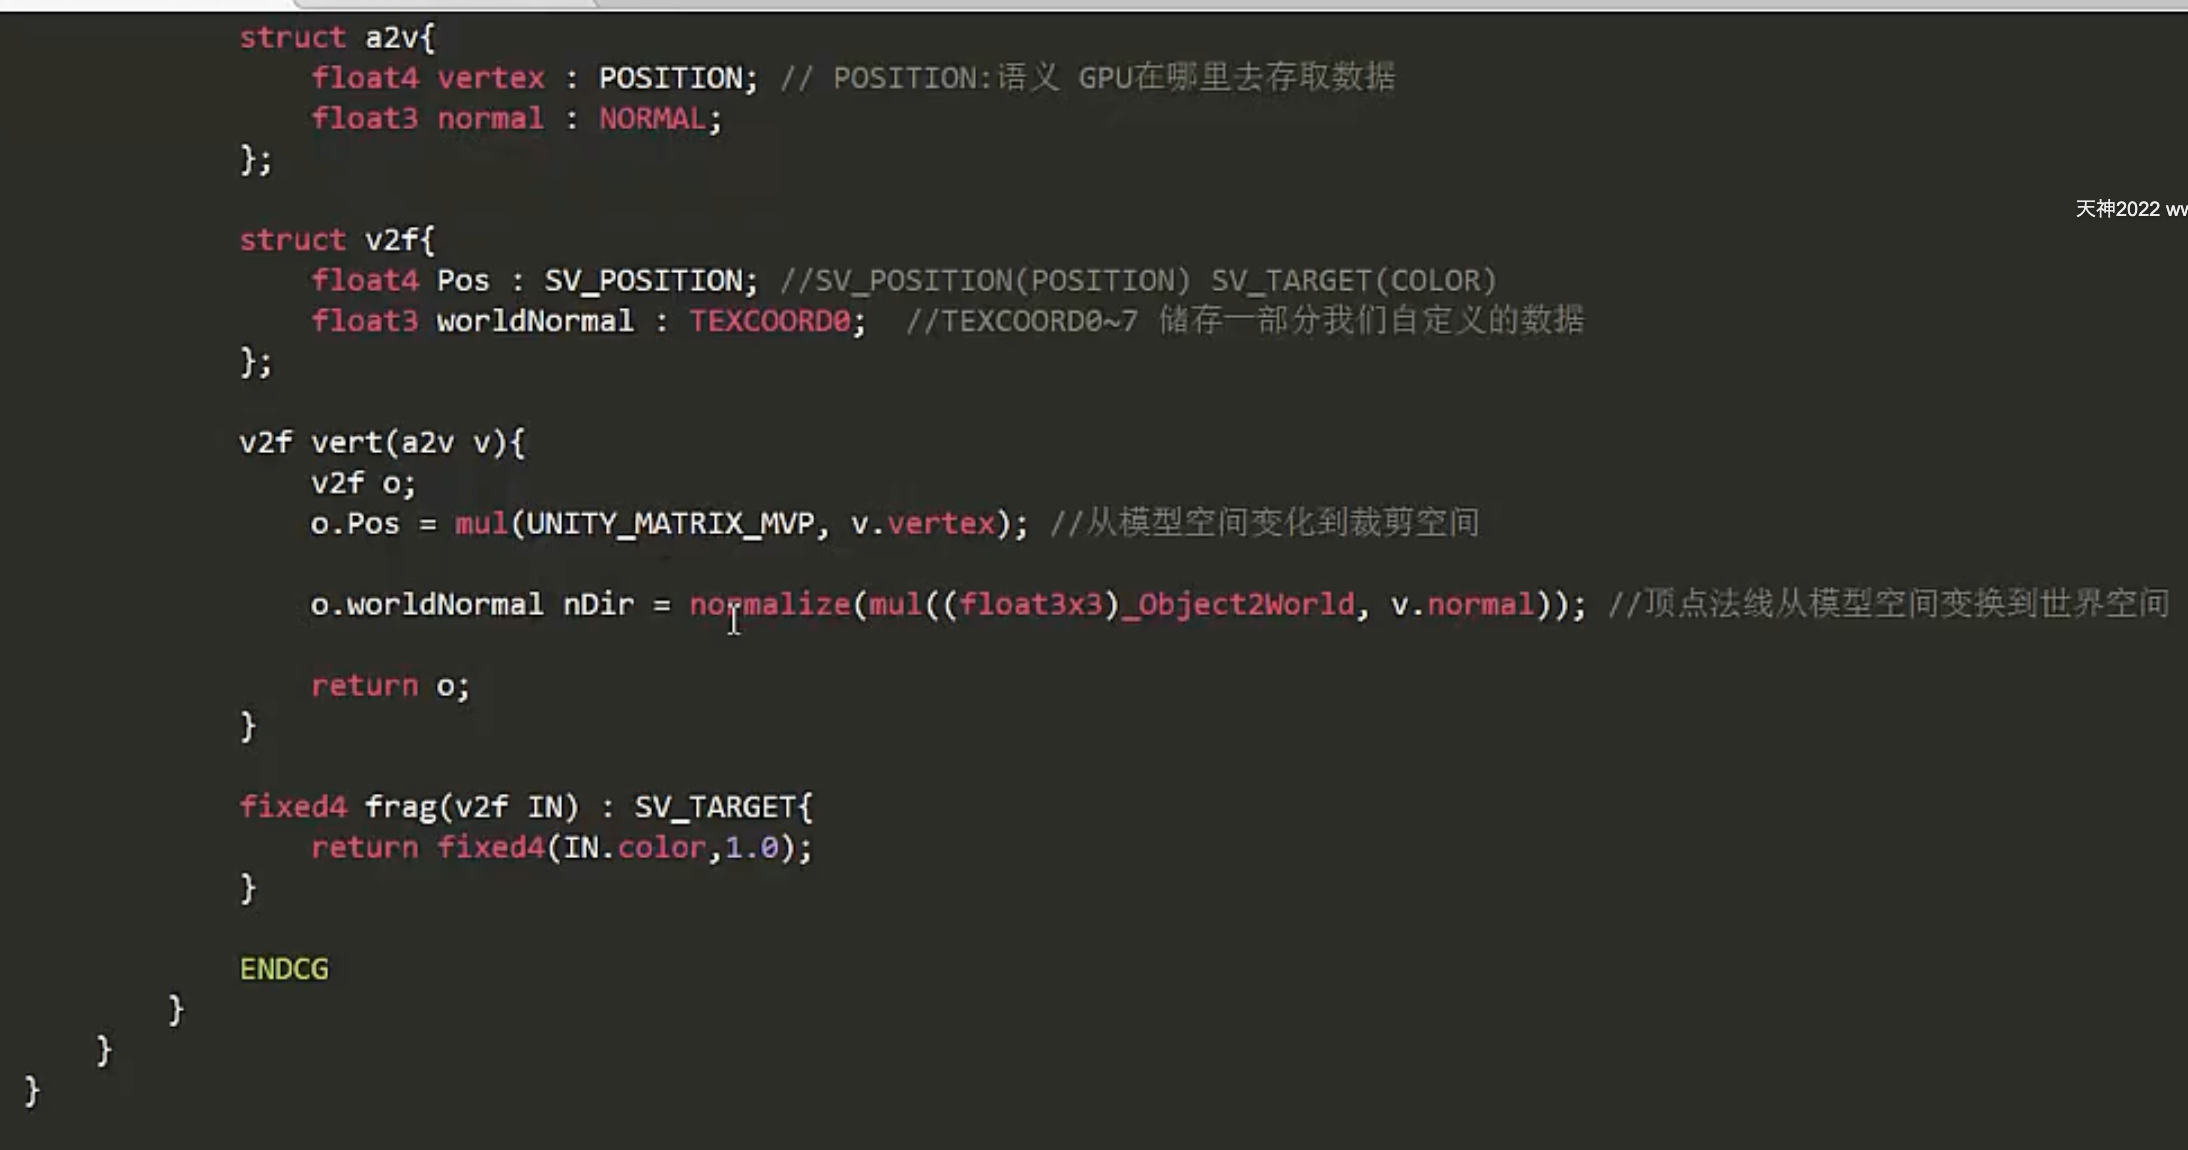 struct a2v{
float4 vertex : POSITION; // POSITION:语义 GPU在哪里去存取数据
float3 normal : NORMAL;
};
天神2022 wv
struct v2f{
float4 Pos : SV_POSITION; //SV_POSITION(POSITION) SV_TARGET(COLOR)
float3 worldNormal : TEXCOORD0; //TEXCOORD0~7 储存一部分我们自定义的数据
};
v2f vert(a2v v){
v2f o;
o.Pos = mul(UNITY_MATRIX_MVP, v.vertex); //从模型空间变化到裁剪空间
o.worldNormal nDir = normalize(mul((float3x3)_Object2World, v.normal)); //顶点法线从模型空间变换到世界空间
return o;
}
fixed4 frag(v2f IN) : SV_TARGET{
return fixed4(IN.color,1.0);
}
ENDCG
}
}
}